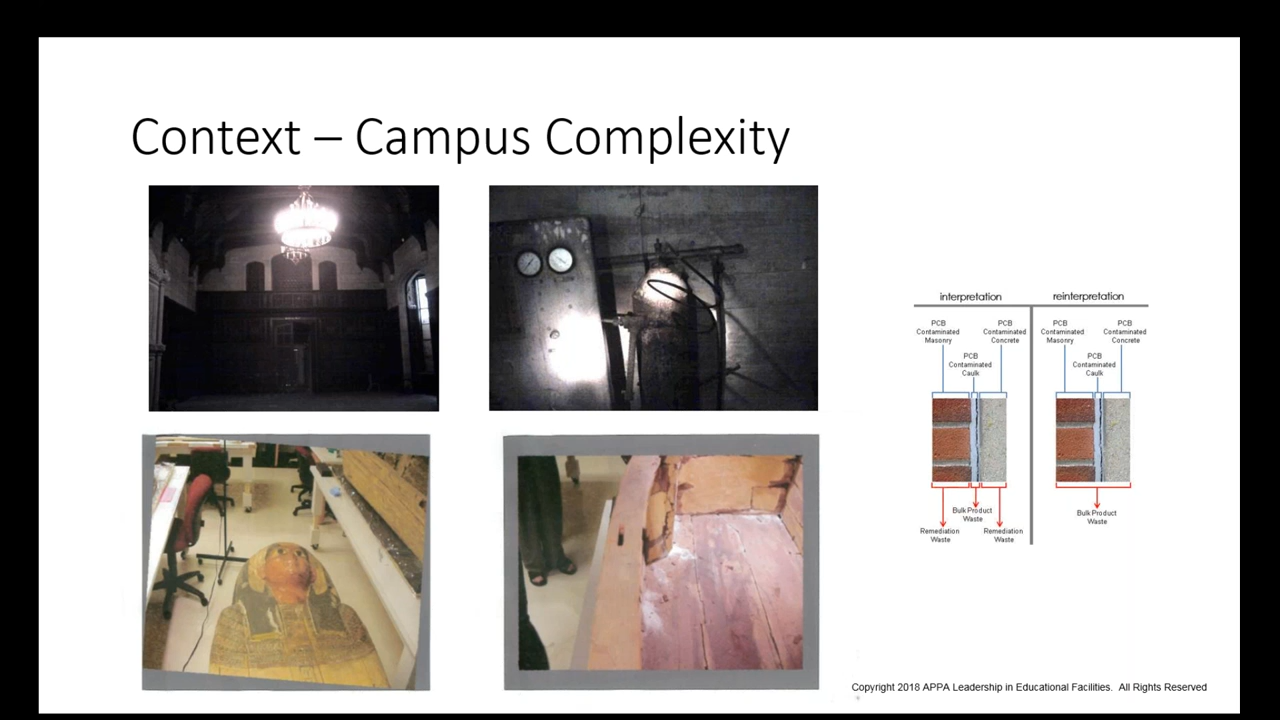 Context – Campus Complexity
interpretation
reinterpretation
PCB
Contaminated
Masonry
PCB
Contaminated
Concrete
PCB
Contaminated
Caulk
PCB
Contaminated
Masonry
PCB
Contaminated
Concrete
PCB
Contaminated
Caulk
Bulk Product
Waste
Remediation
Waste
Remediation
Waste
Bulk Product
Waste
Copyright 2018 APPA Leadership in Educational Facilities. All Rights Reserved